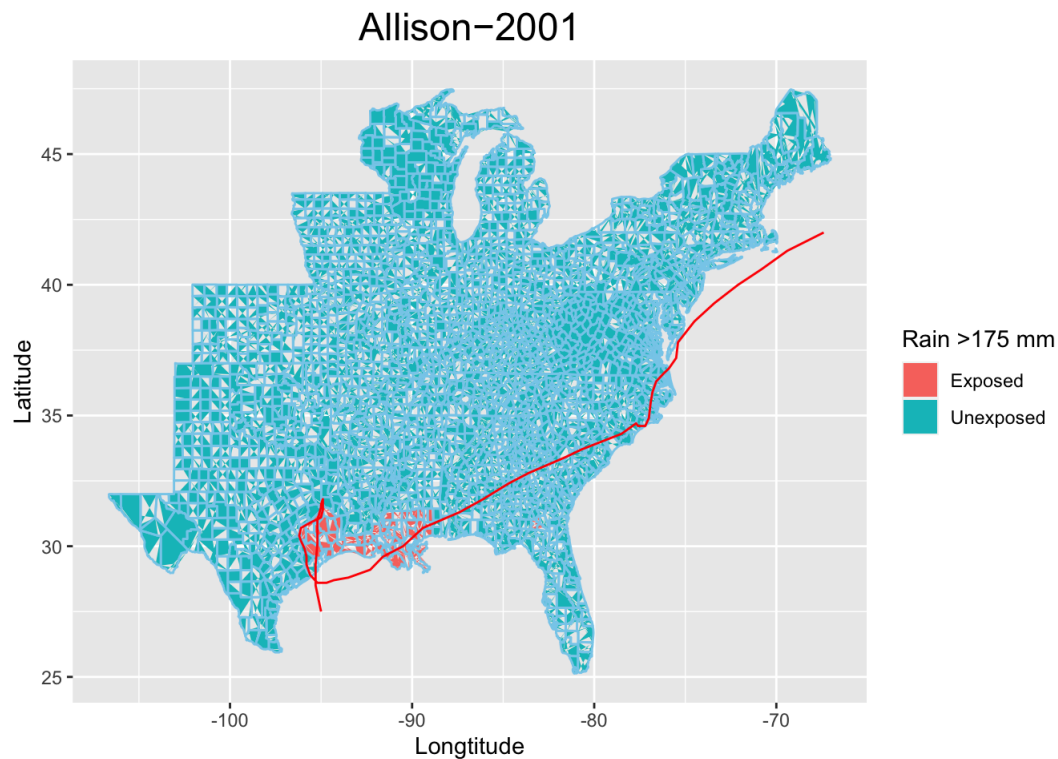 Allison−2001
45
40
35
30
25
Latitude
-100
-90
-80
-70
Longtitude
Rain >175 mm
Exposed
Unexposed